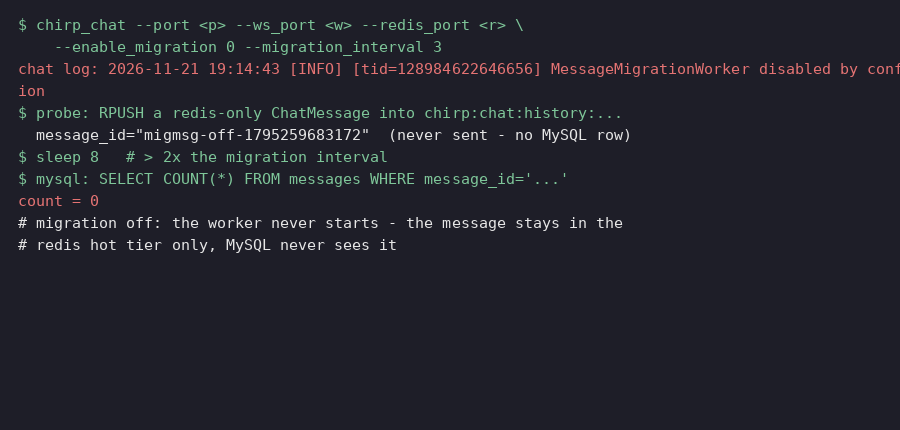 $ chirp_chat --port <p> --ws_port <w> --redis_port <r> \
    --enable_migration 0 --migration_interval 3
chat log: 2026-11-21 19:14:43 [INFO] [tid=128984622646656] MessageMigrationWorker disabled by conf
ion
$ probe: RPUSH a redis-only ChatMessage into chirp:chat:history:...
  message_id="migmsg-off-1795259683172"  (never sent - no MySQL row)
$ sleep 8   # > 2x the migration interval
$ mysql: SELECT COUNT(*) FROM messages WHERE message_id='...'
count = 0
# migration off: the worker never starts - the message stays in the
# redis hot tier only, MySQL never sees it